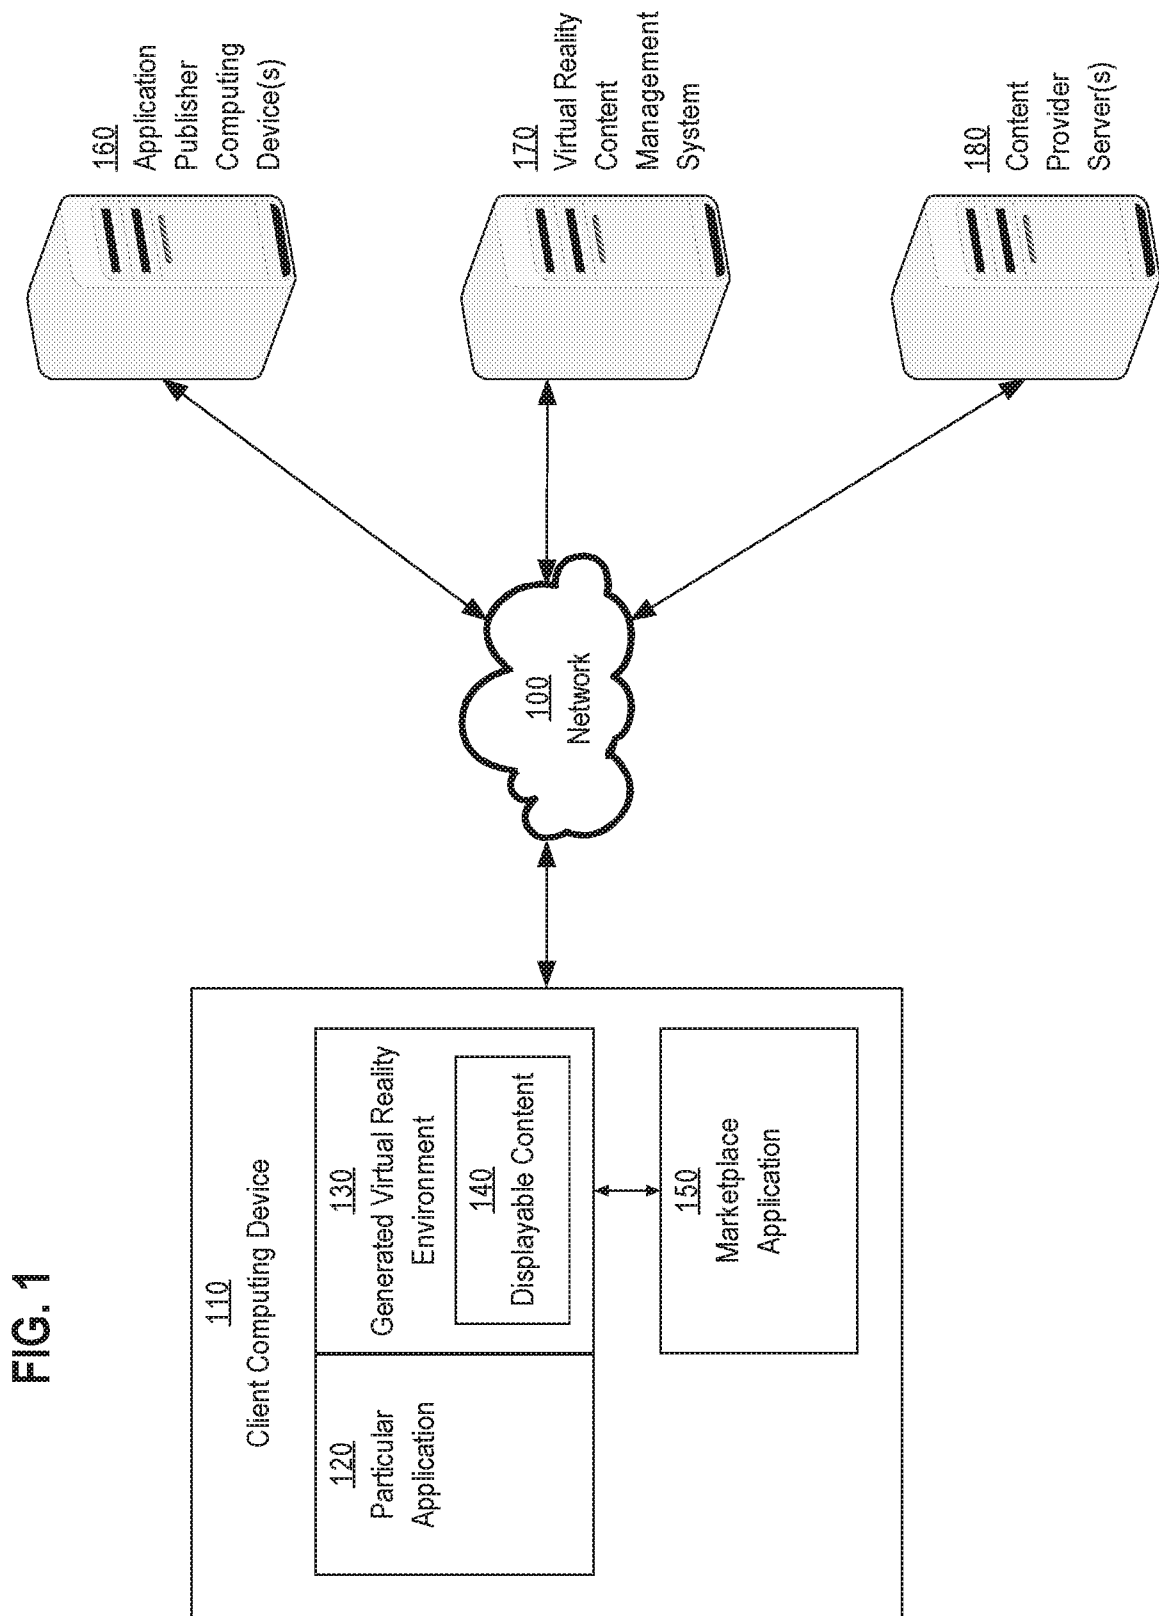 FIG. 1
110
Client Computing Device
120
Particular
Application
130
Generated Virtual Reality
Environment
140
Displayable Content
150
Marketplace
Application
100
Network
160
Application
Publisher
Computing
Device(s)
170
Virtual Reality
Content
Management
System
180
Content
Provider
Server(s)